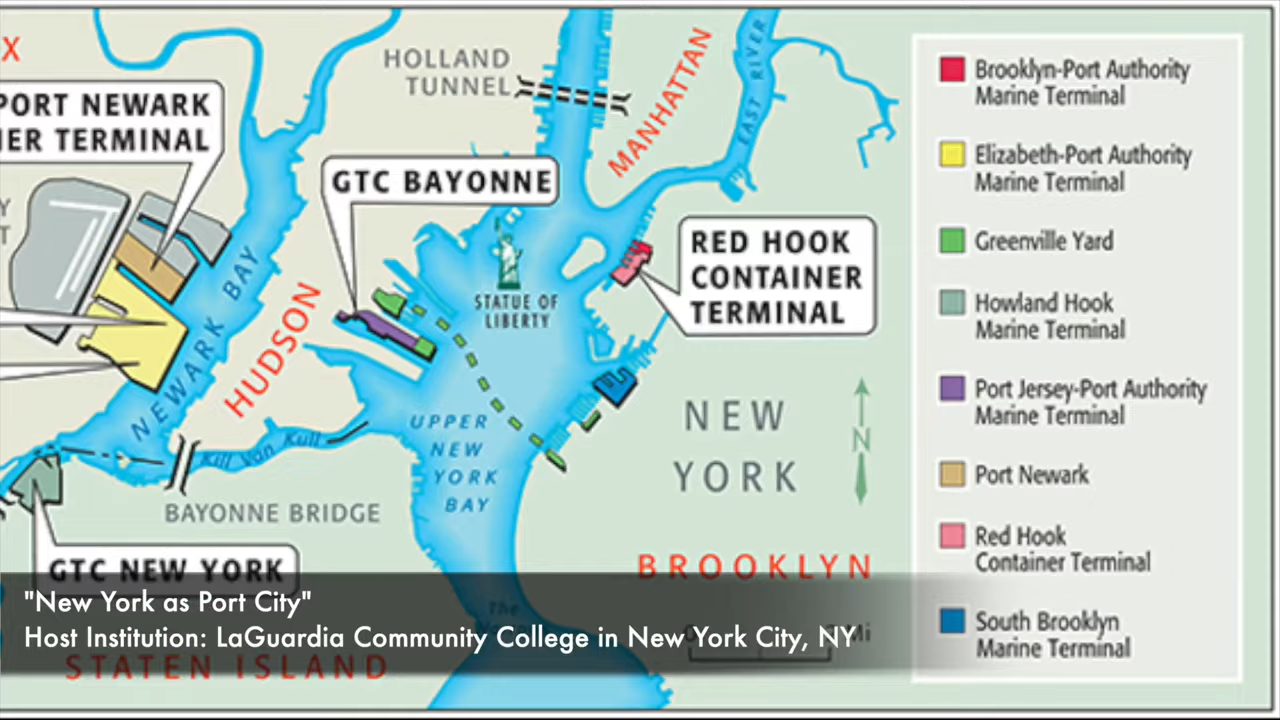 X
PORT NEWARK
ER TERMINAL
HOLLAND
TUNNEL
MANHATTAN
EAST RIVER
GTC BAYONNE
RED HOOK
CONTAINER
TERMINAL
STATUE OF
LIBERTY
NEWARK BAY
HUDSON
UPPER
NEW
YORK
BAY
NEW
YORK
N
Kill Van Kull
BAYONNE BRIDGE
GTC NEW YORK
BROOKLYN
The
Mi
STATEN ISLAND
"New York as Port City"
Host Institution: LaGuardia Community College in New York City, NY
Brooklyn-Port Authority
Marine Terminal
Elizabeth-Port Authority
Marine Terminal
Greenville Yard
Howland Hook
Marine Terminal
Port Jersey-Port Authority
Marine Terminal
Port Newark
Red Hook
Container Terminal
South Brooklyn
Marine Terminal